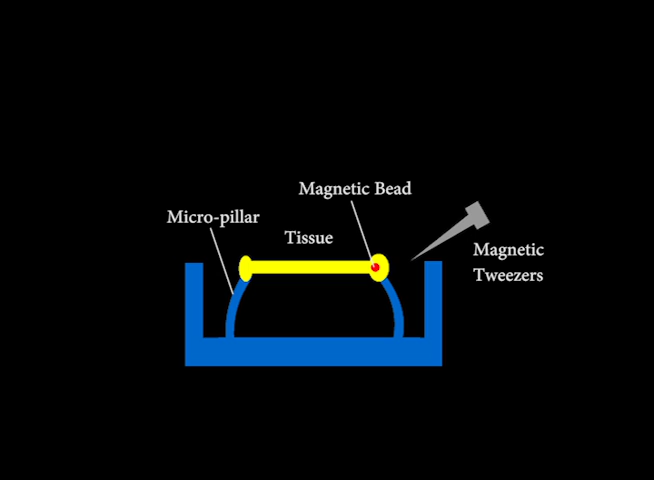 Magnetic Bead
Micro-pillar
Tissue
Magnetic
Tweezers